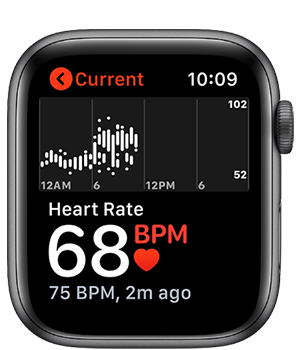 Current 10:09
102
52
12AM 6 12PM 6
Heart Rate
68 BPM
75 BPM, 2m ago